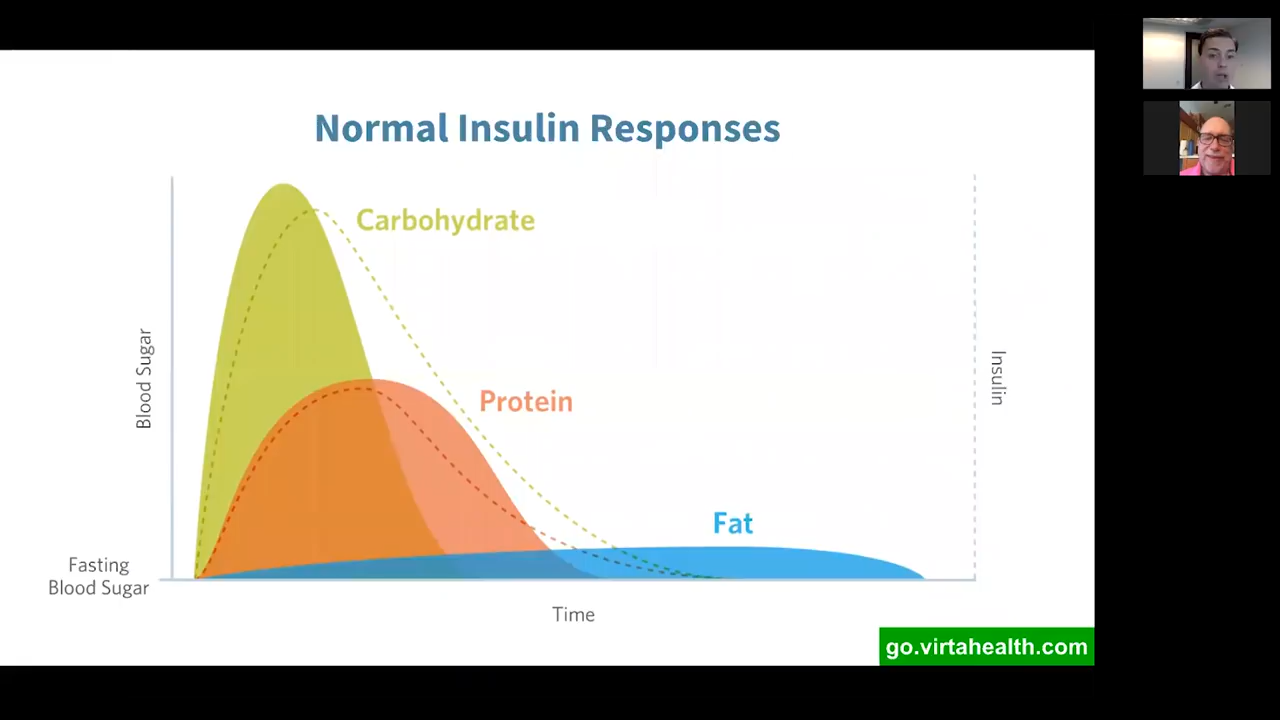 Normal Insulin Responses
Carbohydrate
Blood Sugar
Insulin
Protein
Fat
Fasting
Blood Sugar
Time
go.virtahealth.com